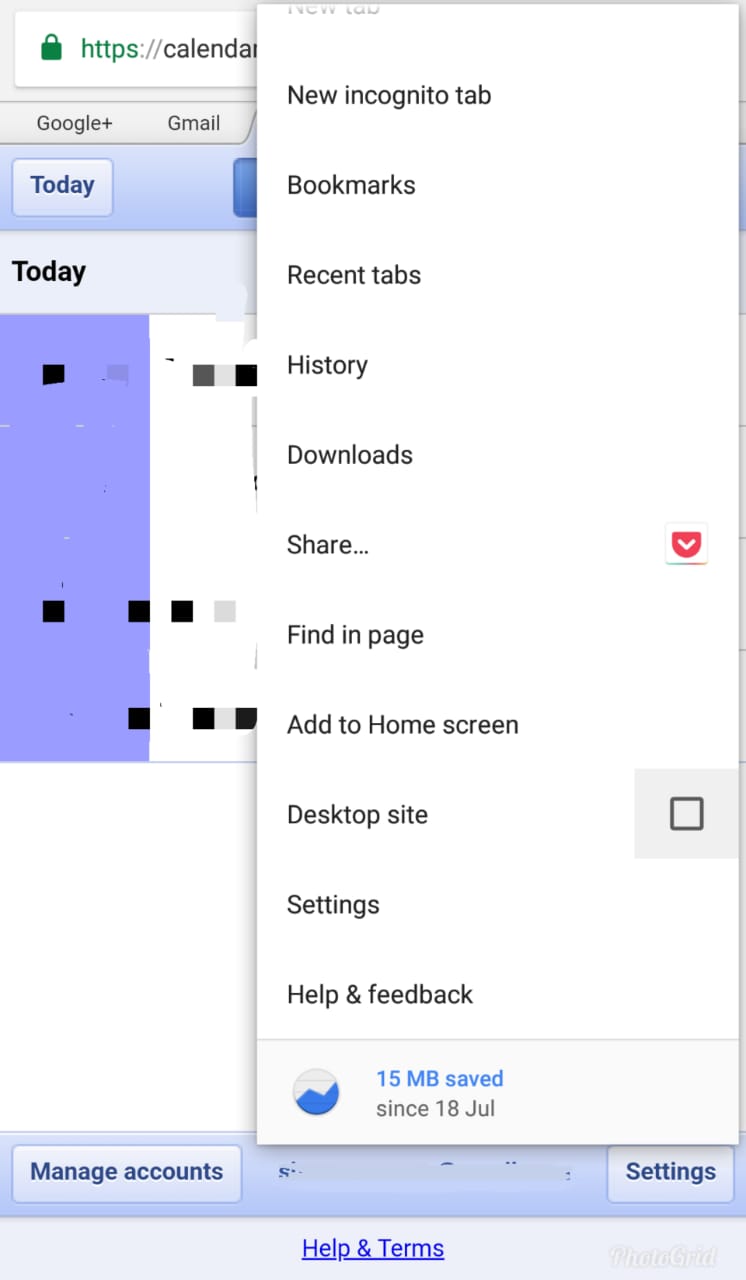 New tab
https://calendar
New incognito tab
Google+ Gmail
Today
Bookmarks
Today
Recent tabs
History
Downloads
Share...
Find in page
Add to Home screen
Desktop site
Settings
Help & feedback
15 MB saved
since 18 Jul
Manage accounts
Settings
Help & Terms
PhotoGrid